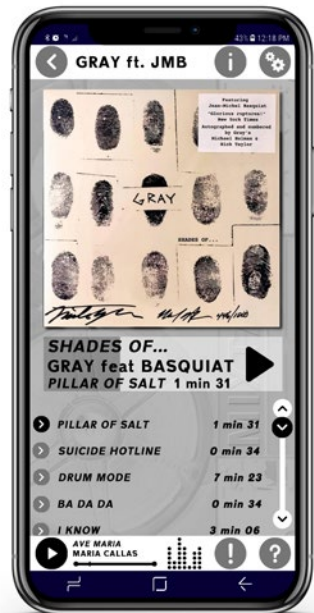 43% 12:18 PM
GRAY ft. JMB
i
Featuring
Jean-Michel Basquiat
"Glorious ruptures!"
New York Times
Autographed and numbered
by Gray's
Michael Holman &
Nick Taylor
GRAY
SHADES OF...
SHADES OF...
GRAY feat BASQUIAT
PILLAR OF SALT 1 min 31
PILLAR OF SALT 1 min 31
SUICIDE HOTLINE 0 min 34
DRUM MODE 7 min 23
BA DA DA 0 min 34
I KNOW 3 min 06
AVE MARIA
MARIA CALLAS
! ?